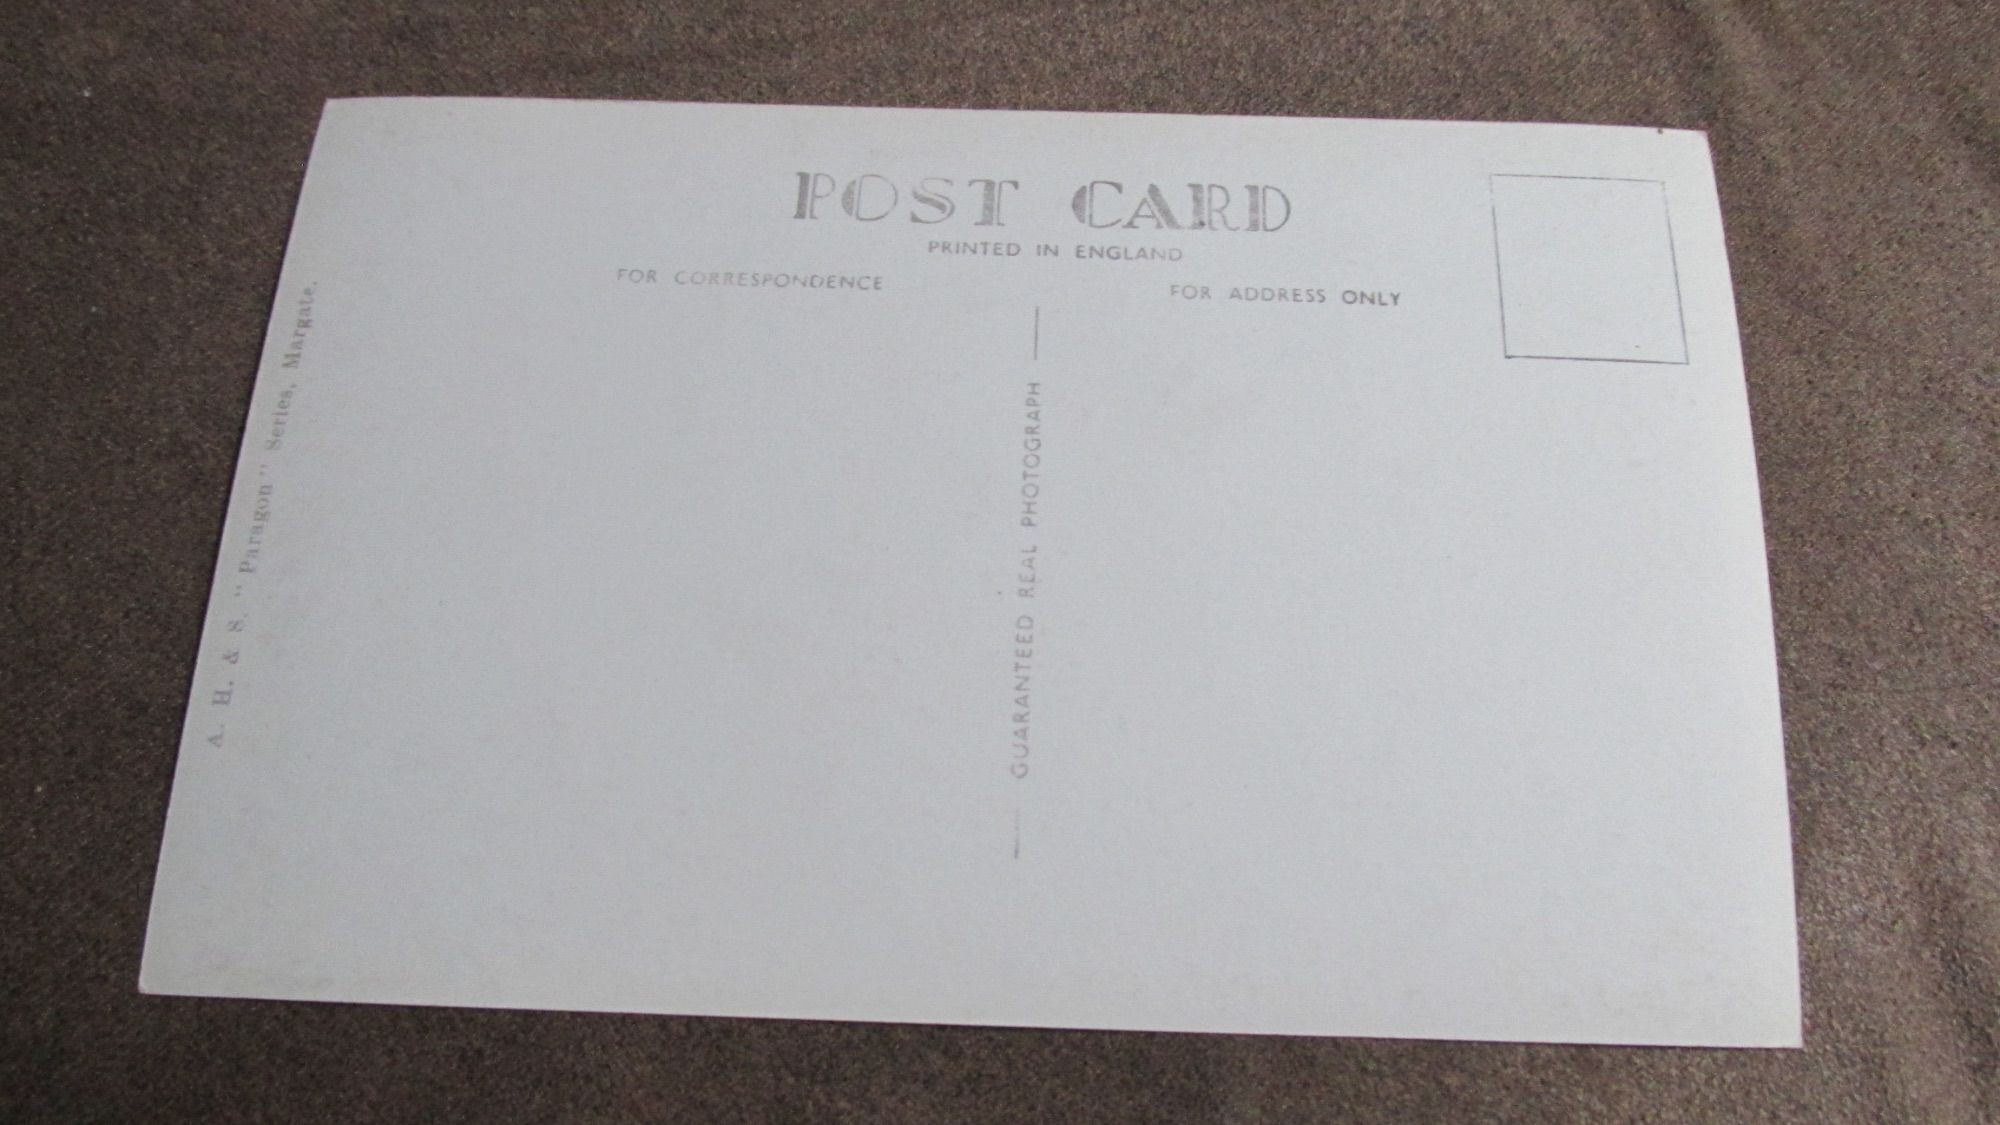 POST CARD
PRINTED IN ENGLAND
FOR CORRESPONDENCE
FOR ADDRESS ONLY
A. H. & S. "Paragon" Series, Margate.
GUARANTEED REAL PHOTOGRAPH